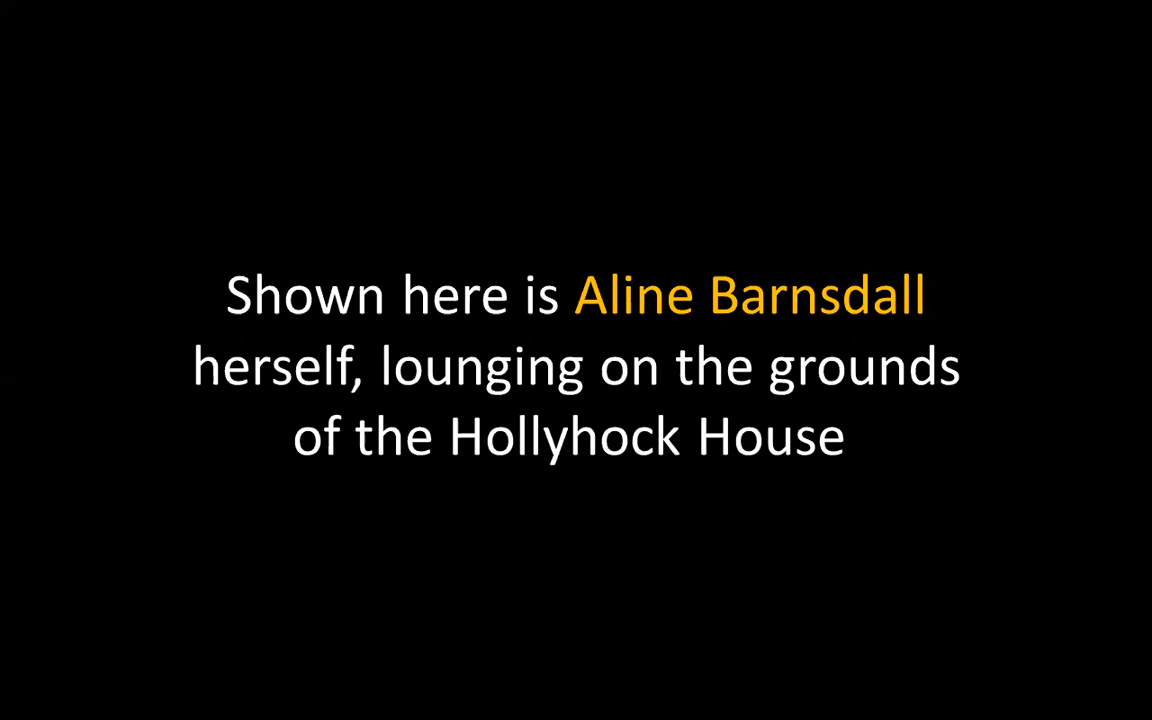 Shown here is Aline Barnsdall
herself, lounging on the grounds
of the Hollyhock House